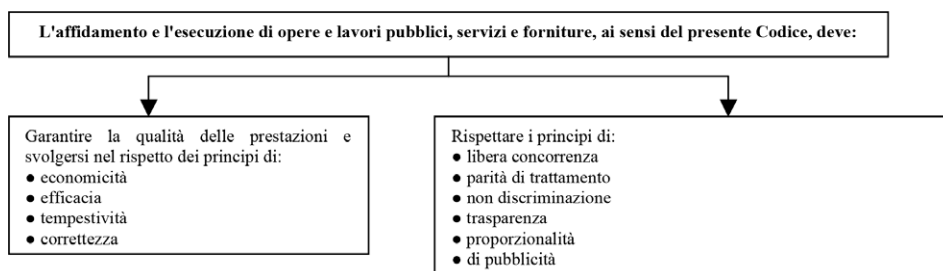 L'affidamento e l'esecuzione di opere e lavori pubblici, servizi e forniture, ai sensi del presente Codice, deve:
Garantire la qualità delle prestazioni e
svolgersi nel rispetto dei principi di:
● economicità
● efficacia
● tempestività
● correttezza
Rispettare i principi di:
● libera concorrenza
● parità di trattamento
● non discriminazione
● trasparenza
● proporzionalità
● di pubblicità